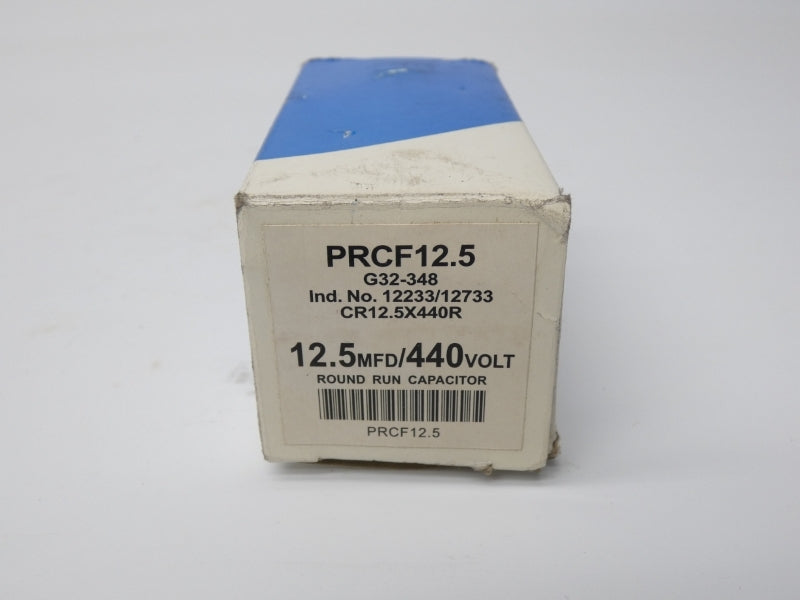 PRCF12.5
G32-348
Ind. No. 12233/12733
CR12.5X440R
12.5MFD/440VOLT
ROUND RUN CAPACITOR
PRCF12.5